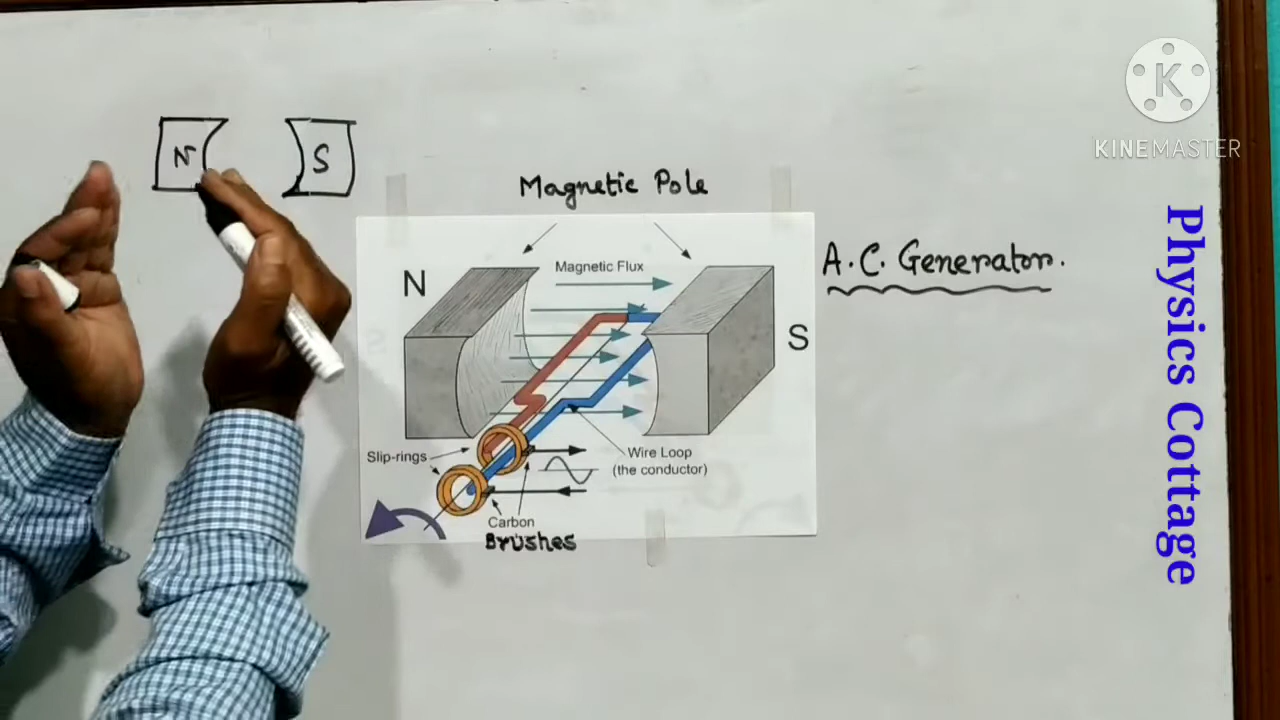 N
S
Magnetic Pole
N
Magnetic Flux
S
A.C. Generator.
Slip-rings
Wire Loop
(the conductor)
Carbon
Brushes
K
KINEMASTER
Physics Cottage